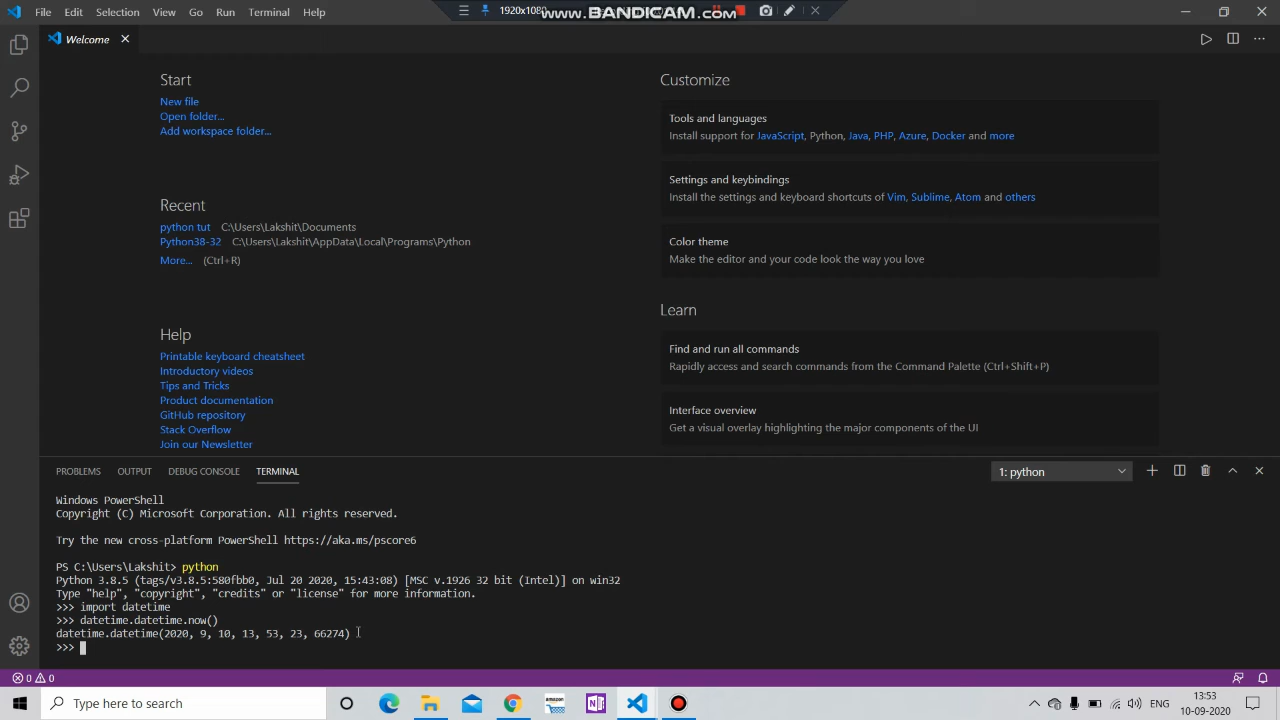 File Edit Selection View Go Run Terminal Help
1920x1080
www.BANDICAM.com
Welcome
Start
New file
Open folder...
Add workspace folder...
Recent
python tut C:\Users\Lakshit\Documents
Python38-32 C:\Users\Lakshit\AppData\Local\Programs\Python
More... (Ctrl+R)
Help
Printable keyboard cheatsheet
Introductory videos
Tips and Tricks
Product documentation
GitHub repository
Stack Overflow
Join our Newsletter
Customize
Tools and languages
Install support for JavaScript, Python, Java, PHP, Azure, Docker and more
Settings and keybindings
Install the settings and keyboard shortcuts of Vim, Sublime, Atom and others
Color theme
Make the editor and your code look the way you love
Learn
Find and run all commands
Rapidly access and search commands from the Command Palette (Ctrl+Shift+P)
Interface overview
Get a visual overlay highlighting the major components of the UI
PROBLEMS OUTPUT DEBUG CONSOLE TERMINAL
1: python
Windows PowerShell
Copyright (C) Microsoft Corporation. All rights reserved.
Try the new cross-platform PowerShell https://aka.ms/pscore6
PS C:\Users\Lakshit> python
Python 3.8.5 (tags/v3.8.5:580fbb0, Jul 20 2020, 15:43:08) [MSC v.1926 32 bit (Intel)] on win32
Type "help", "copyright", "credits" or "license" for more information.
>>> import datetime
>>> datetime.datetime.now()
datetime.datetime(2020, 9, 10, 13, 53, 23, 66274)
>>>
0 0
Type here to search
amazon
N
ENG
13:53
10-09-2020